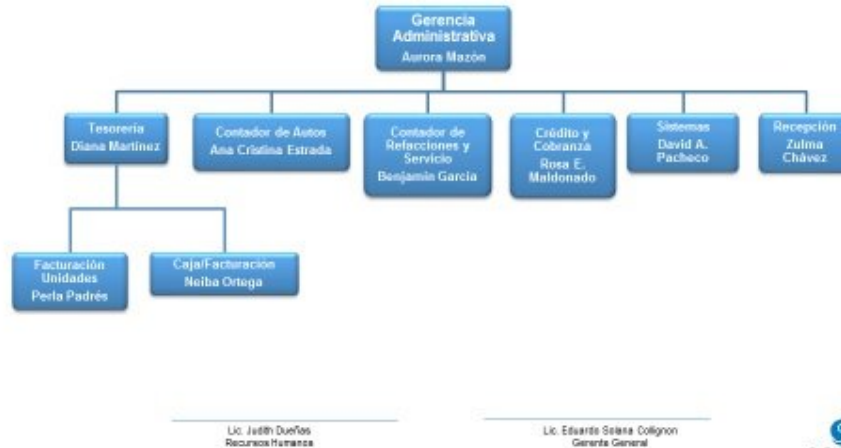 Gerencia
Administrativa
Aurora Mazón
Tesorería
Diana Martínez
Contador de Autos
Ana Cristina Estrada
Contador de
Refacciones y
Servicio
Benjamín García
Crédito y
Cobranza
Rosa E.
Maldonado
Sistemas
David A.
Pacheco
Recepción
Zulma
Chávez
Facturación
Unidades
Perla Padrés
Caja/Facturación
Neiba Ortega
Lic. Judith Dueñas
Recursos Humanos
Lic. Eduardo Solana Collignon
Gerente General